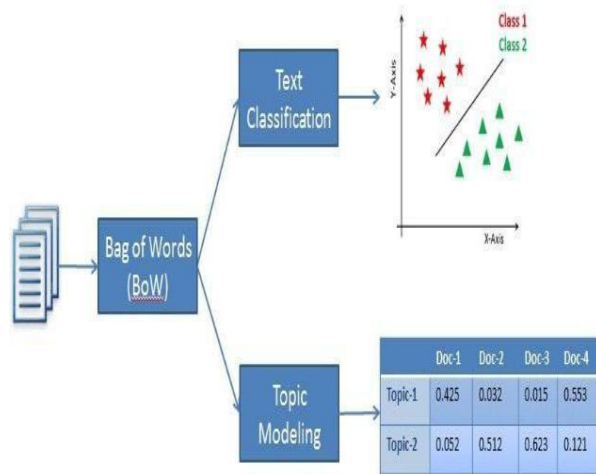 Class 1
Class 2
Y-Axis
X-Axis
Text
Classification
Bag of Words
(BoW)
Topic
Modeling
Doc-1 Doc-2 Doc-3 Doc-4
Topic-1 0.425 0.032 0.015 0.553
Topic-2 0.052 0.512 0.623 0.121